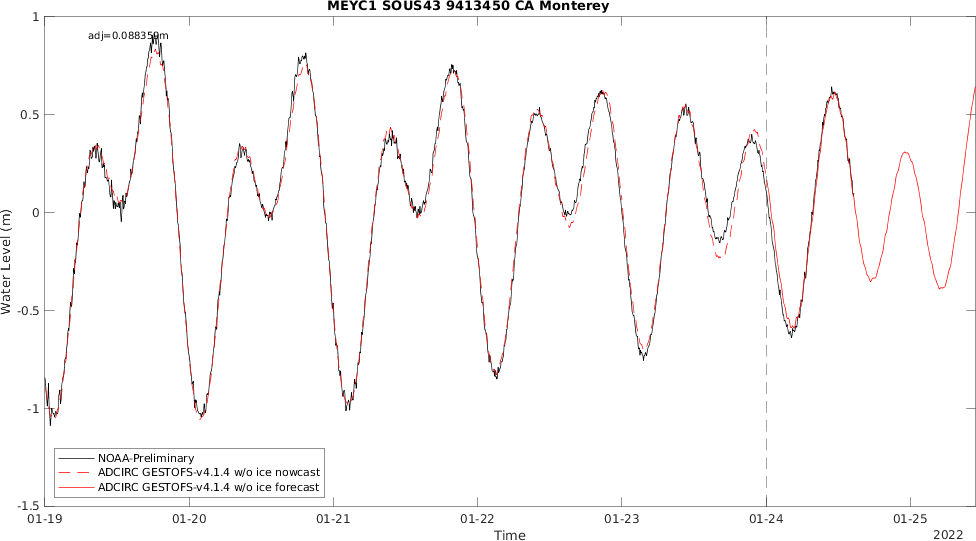 MEYC1 SOUS43 9413450 CA Monterey
adj=0.088359m
1
0.5
0
-0.5
-1
-1.5
Water Level (m)
NOAA-Preliminary
ADCIRC GESTOFS-v4.1.4 w/o ice nowcast
ADCIRC GESTOFS-v4.1.4 w/o ice forecast
01-19 01-20 01-21 01-22 01-23 01-24 01-25
Time
2022